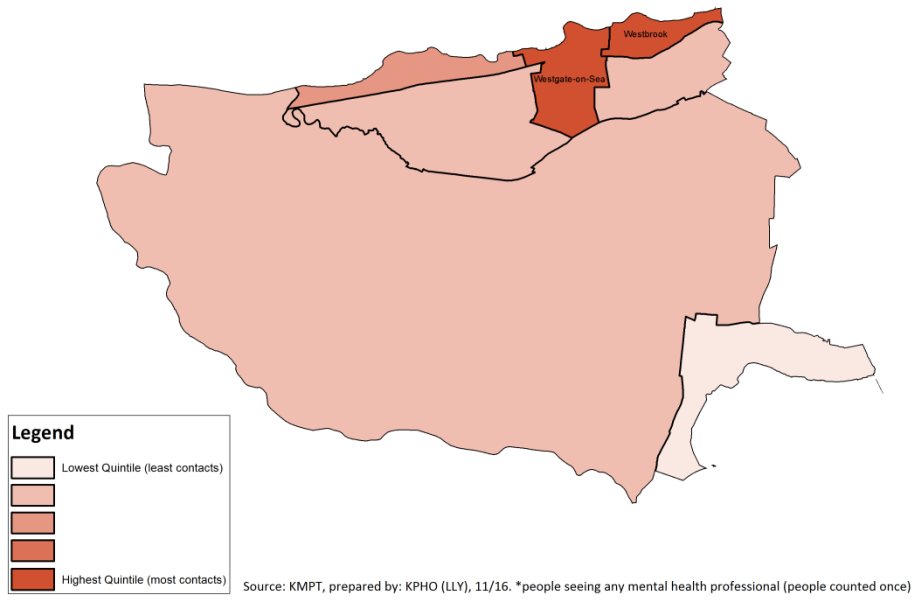 Westbrook
Westgate-on-Sea
Legend
Lowest Quintile (least contacts)
Highest Quintile (most contacts)
Source: KMPT, prepared by: KPHO (LLY), 11/16. *people seeing any mental health professional (people counted once)